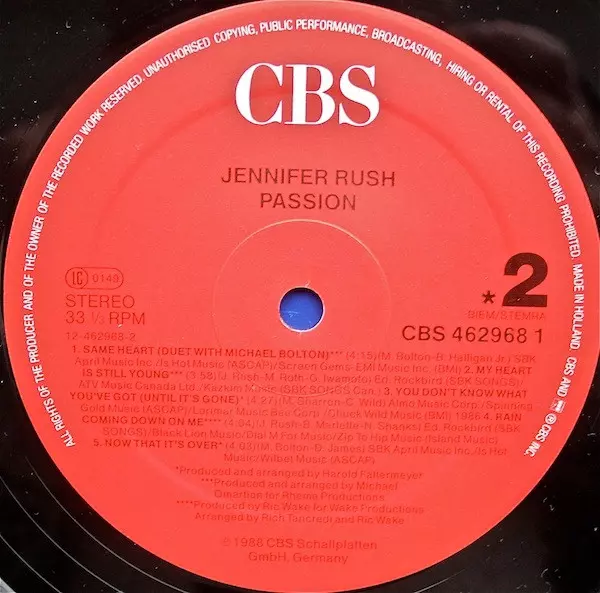 ALL RIGHTS OF THE PRODUCER AND OF THE OWNER OF THE RECORDED WORK RESERVED. UNAUTHORISED COPYING, PUBLIC PERFORMANCE, BROADCASTING, HIRING OR RENTAL OF THIS RECORDING PROHIBITED. MADE IN HOLLAND. CBS AND ® CBS INC.
CBS
JENNIFER RUSH
PASSION
LC 0149
STEREO
33 ⅓ RPM
12-462968-2
*2
BIEM/STEMRA
CBS 462968 1
1. SAME HEART (DUET WITH MICHAEL BOLTON)*** (4:15)(M. Bolton-B. Halligan Jr.) SBK
April Music Inc./Is Hot Music (ASCAP)/Screen Gems-EMI Music Inc. (BMI) 2. MY HEART
IS STILL YOUNG*** (3:58)(J. Rush-M. Roth-G. Iwamoto) Ed. Rockbird (SBK SONGS)/
ATV Music Canada Ltd./ SONGS Can.) 3. YOU DON'T KNOW WHAT
YOU'VE GOT (UNTIL IT'S GONE)* (4:27)( C. Wild) Almo Music Corp./Sprung
Gold Music (ASCAP)/Lorimar Music Corp./Chuck Wild Music (BMI) 1986 4. RAIN
COMING DOWN ON ME**** (4:04)(J. Rush-B. Marlette-N. Shanks) Ed. Rockbird (SBK
SONGS)/Black Lion Music/Dial M For Music/Zip To Hip Music (Island Music)
5. NOW THAT IT'S OVER* (4:03)(M. Bolton-D. James) SBK April Music Inc./Is Hot
Music/Wilbet Music (ASCAP)
*Produced and arranged by Harold Faltermeyer
***Produced and arranged by Michael
Omartian for Rhema Productions
****Produced by Ric Wake for Wake Productions
Arranged by Rich Tancredi and Ric Wake
℗ 1988 CBS Schallplatten
GmbH, Germany